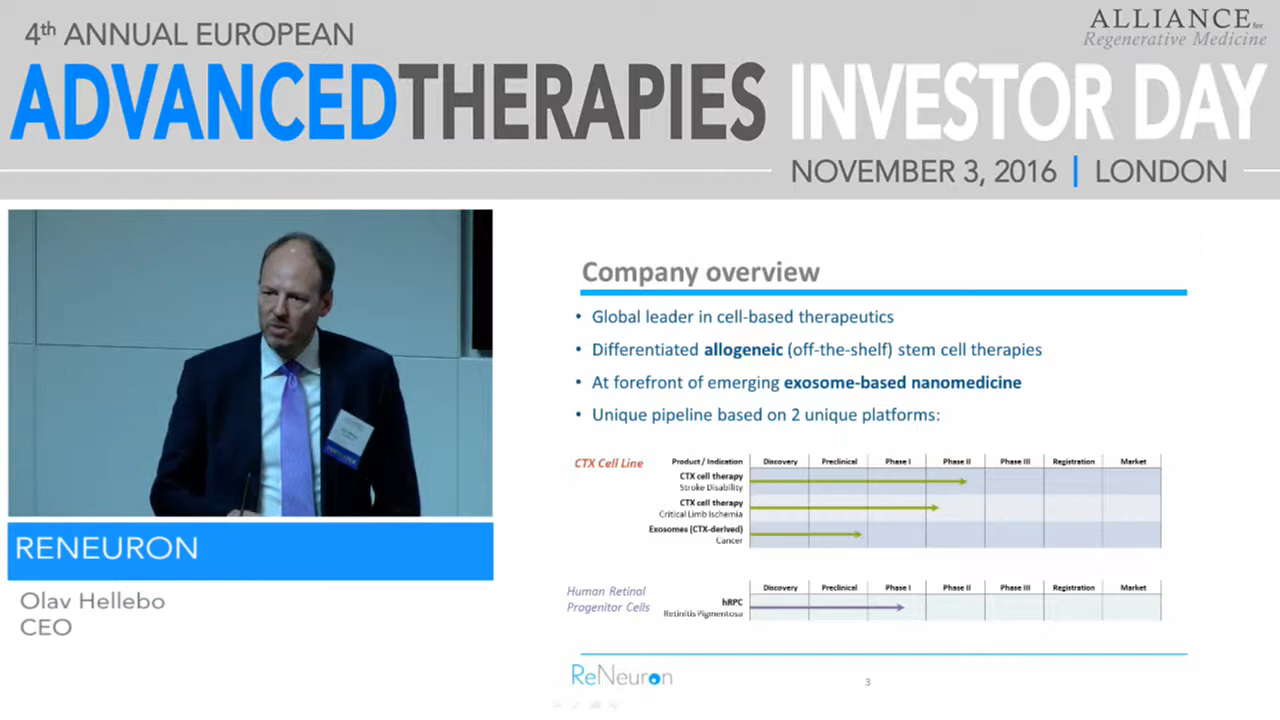 4th ANNUAL EUROPEAN
ALLIANCE for
Regenerative Medicine
ADVANCEDTHERAPIES INVESTOR DAY
NOVEMBER 3, 2016 | LONDON
Company overview
• Global leader in cell-based therapeutics
• Differentiated allogeneic (off-the-shelf) stem cell therapies
• At forefront of emerging exosome-based nanomedicine
• Unique pipeline based on 2 unique platforms:
CTX Cell Line
Product / Indication Discovery Preclinical Phase I Phase II Phase III Registration Market
CTX cell therapy
Stroke Disability
CTX cell therapy
Critical Limb Ischemia
Exosomes (CTX-derived)
Cancer
Human Retinal
Progenitor Cells
Discovery Preclinical Phase I Phase II Phase III Registration Market
hRPC
Retinitis Pigmentosa
ReNeuron
3
RENEURON
Olav Hellebo
CEO